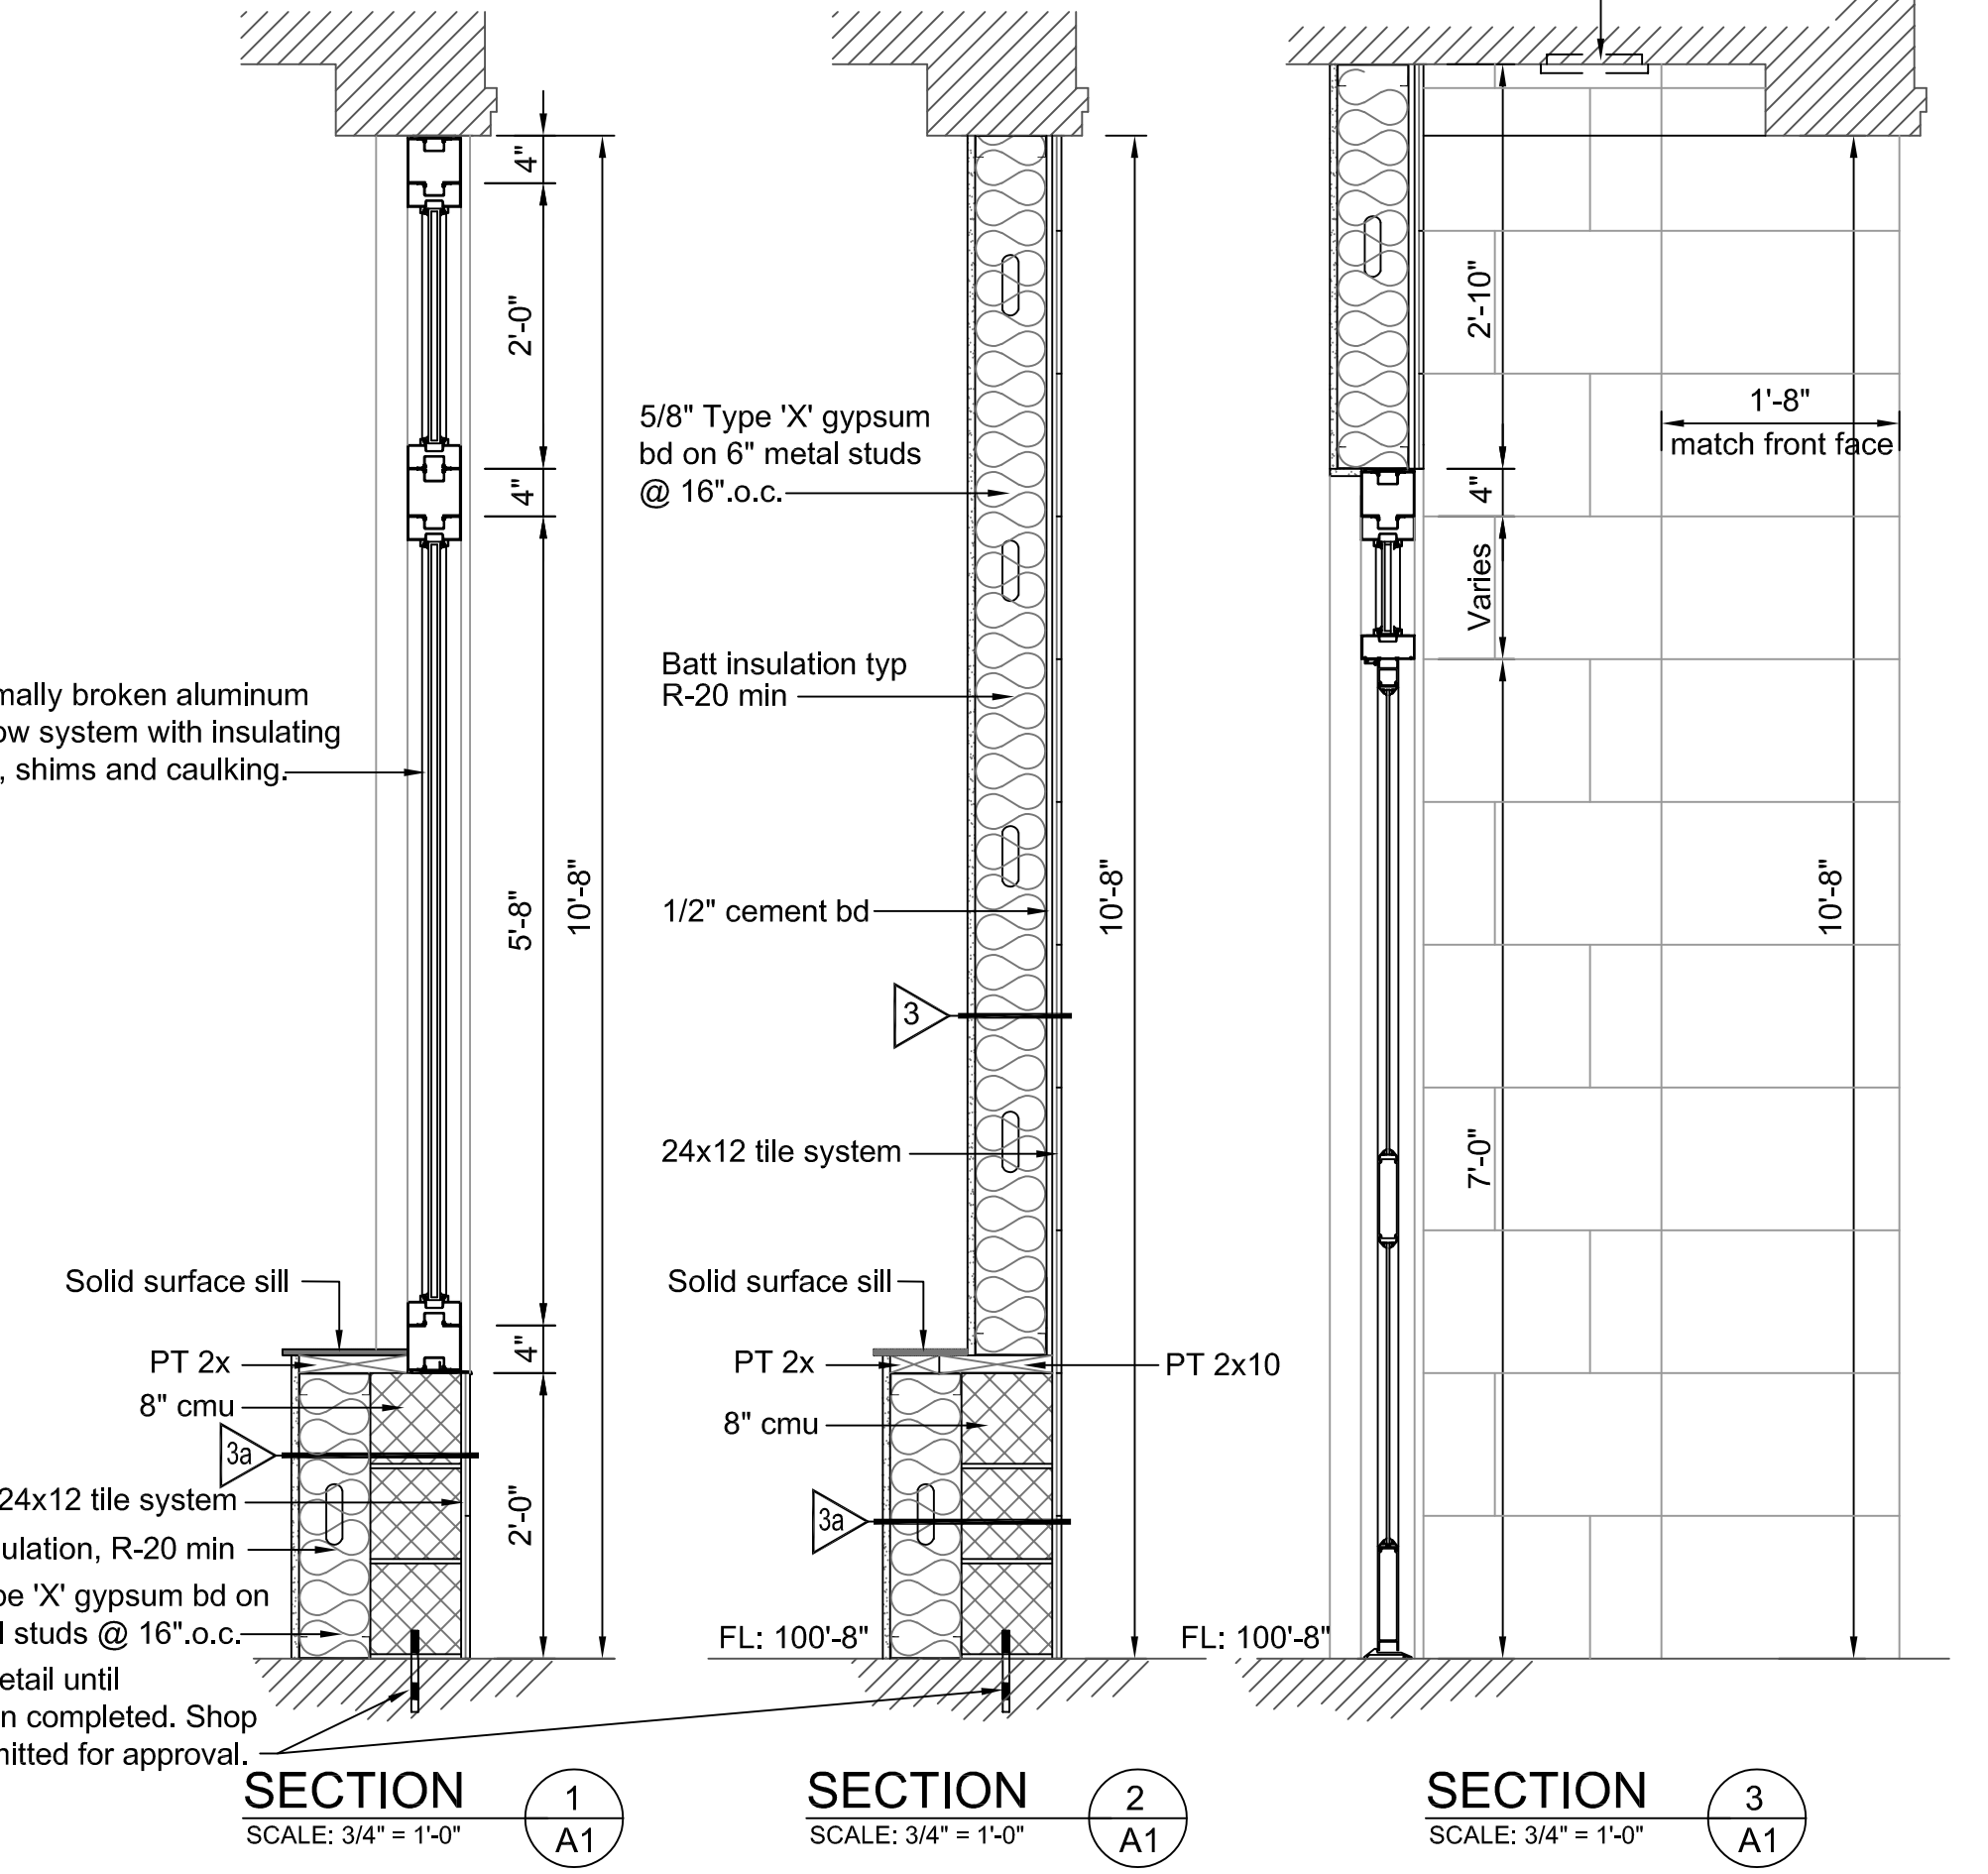 4"
2'-0"
4"
5'-8"
10'-8"
4"
2'-0"
mally broken aluminum
ow system with insulating
, shims and caulking.
Solid surface sill
PT 2x
8" cmu
3a
24x12 tile system
ulation, R-20 min
pe 'X' gypsum bd on
l studs @ 16".o.c.
etail until
n completed. Shop
mitted for approval.
SECTION
SCALE: 3/4" = 1'-0"
1
A1
5/8" Type 'X' gypsum
bd on 6" metal studs
@ 16".o.c.
Batt insulation typ
R-20 min
1/2" cement bd
10'-8"
3
24x12 tile system
Solid surface sill
PT 2x
PT 2x10
8" cmu
3a
FL: 100'-8"
SECTION
SCALE: 3/4" = 1'-0"
2
A1
2'-10"
1'-8"
match front face
4"
Varies
10'-8"
7'-0"
FL: 100'-8"
SECTION
SCALE: 3/4" = 1'-0"
3
A1